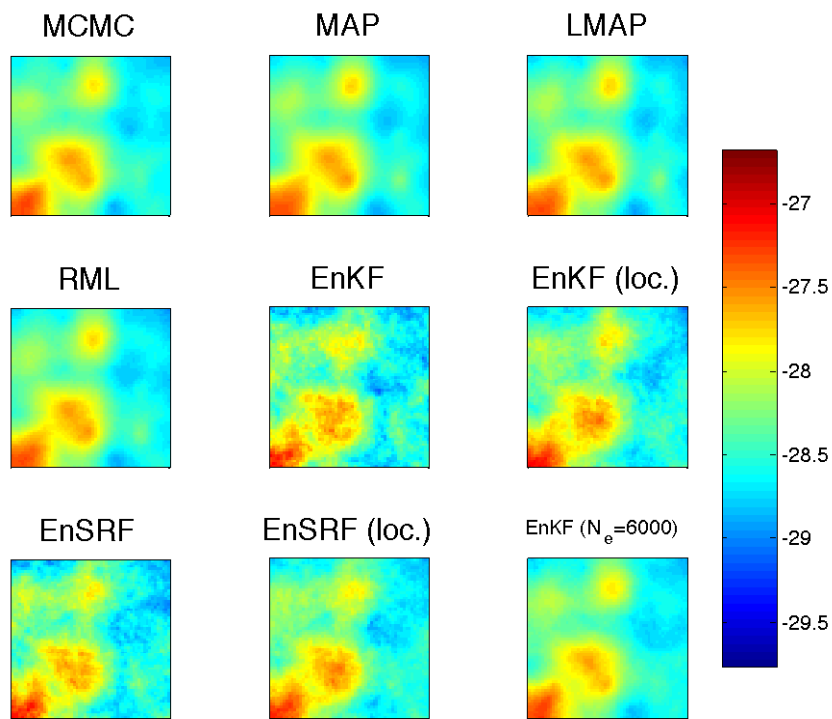 MCMC
MAP
LMAP
RML
EnKF
EnKF (loc.)
EnSRF
EnSRF (loc.)
EnKF (N_e=6000)
-27
-27.5
-28
-28.5
-29
-29.5